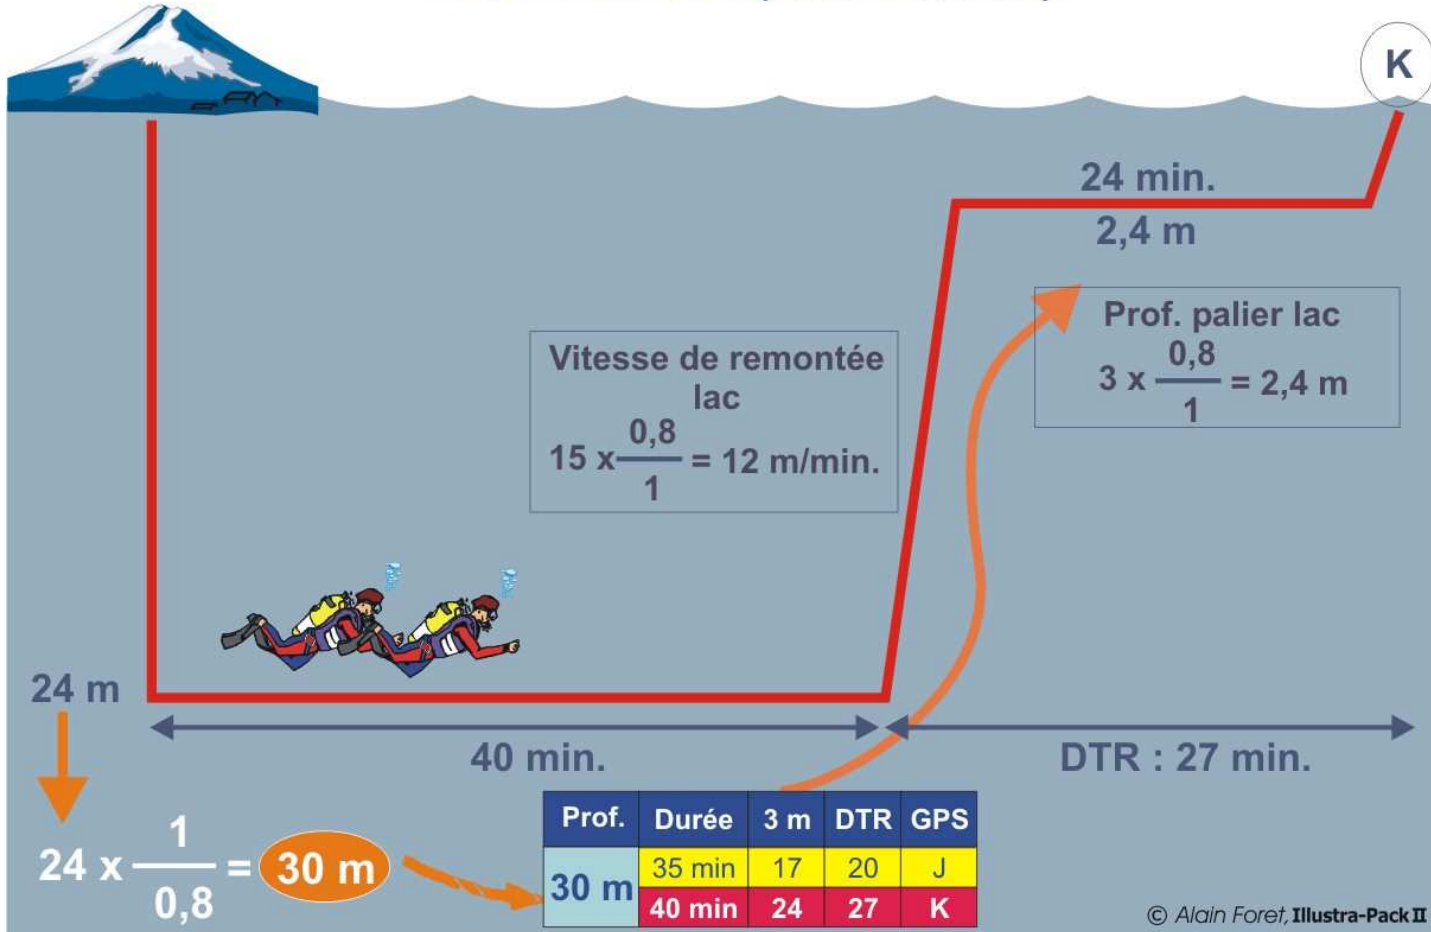 K
24 min.
2,4 m
Prof. palier lac
3 x 0,8/1 = 2,4 m
Vitesse de remontée
lac
15 x 0,8/1 = 12 m/min.
24 m
40 min.
DTR : 27 min.
24 x 1/0,8 = 30 m
Prof. Durée 3 m DTR GPS
30 m 35 min 17 20 J
40 min 24 27 K
© Alain Foret, Illustra-Pack II